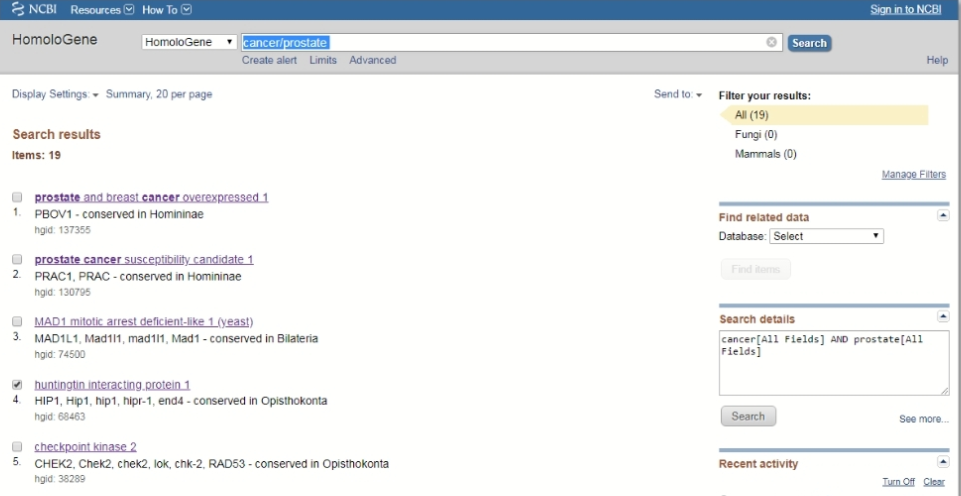 NCBI Resources How To Sign in to NCBI
HomoloGene HomoloGene cancer/prostate Search
Create alert Limits Advanced Help
Display Settings: Summary, 20 per page Send to:
Search results
Items: 19
prostate and breast cancer overexpressed 1
1. PBOV1 - conserved in Homininae
hgid: 137355
prostate cancer susceptibility candidate 1
2. PRAC1, PRAC - conserved in Homininae
hgid: 130795
MAD1 mitotic arrest deficient-like 1 (yeast)
3. MAD1L1, Mad1l1, mad1l1, Mad1 - conserved in Bilateria
hgid: 74500
huntingtin interacting protein 1
4. HIP1, Hip1, hip1, hipr-1, end4 - conserved in Opisthokonta
hgid: 68463
checkpoint kinase 2
5. CHEK2, Chek2, chek2, lok, chk-2, RAD53 - conserved in Opisthokonta
hgid: 38289
Filter your results:
All (19)
Fungi (0)
Mammals (0)
Manage Filters
Find related data
Database: Select
Find items
Search details
cancer[All Fields] AND prostate[All
Fields]
Search See more...
Recent activity
Turn Off Clear